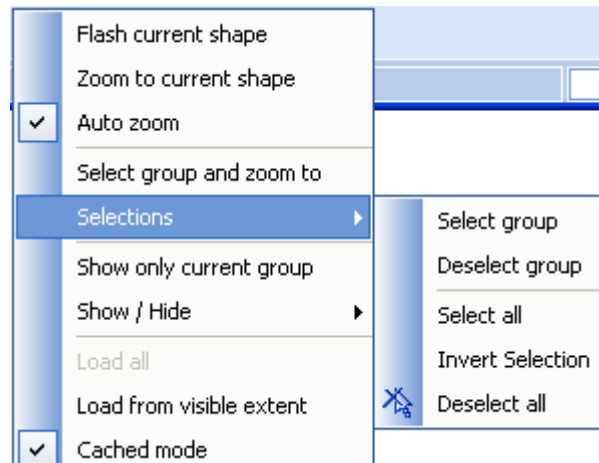 Flash current shape
Zoom to current shape
Auto zoom
Select group and zoom to
Selections
Show only current group
Show / Hide
Load all
Load from visible extent
Cached mode
Select group
Deselect group
Select all
Invert Selection
Deselect all